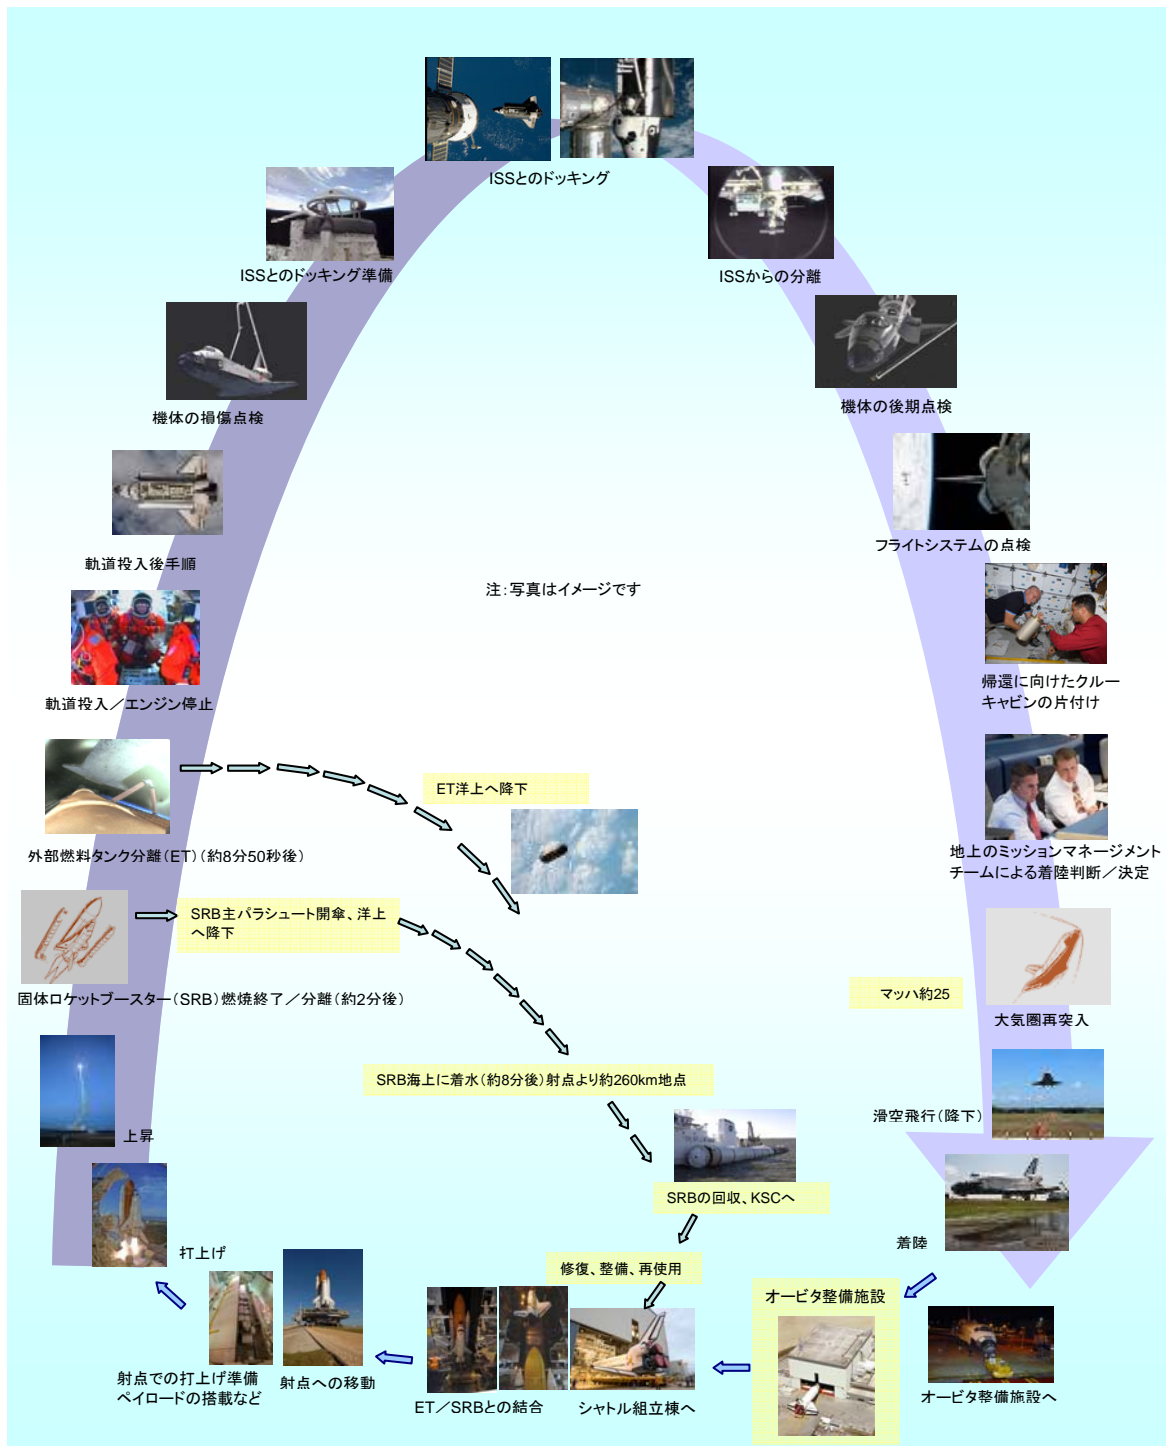 ISSとのドッキング
ISSとのドッキング準備
ISSからの分離
機体の損傷点検
機体の後期点検
軌道投入後手順
フライトシステムの点検
注：写真はイメージです
軌道投入／エンジン停止
帰還に向けたクルー
キャビンの片付け
ET洋上へ降下
外部燃料タンク分離（ET）（約8分50秒後）
地上のミッションマネージメント
チームによる着陸判断／決定
SRB主パラシュート開傘、洋上
へ降下
固体ロケットブースター（SRB）燃焼終了／分離（約2分後）
マッハ約25
大気圏再突入
SRB海上に着水（約8分後）射点より約260km地点
上昇
滑空飛行（降下）
SRBの回収、KSCへ
打上げ
着陸
修復、整備、再使用
オービタ整備施設
射点での打上げ準備
ペイロードの搭載など
射点への移動
ET／SRBとの結合
シャトル組立棟へ
オービタ整備施設へ